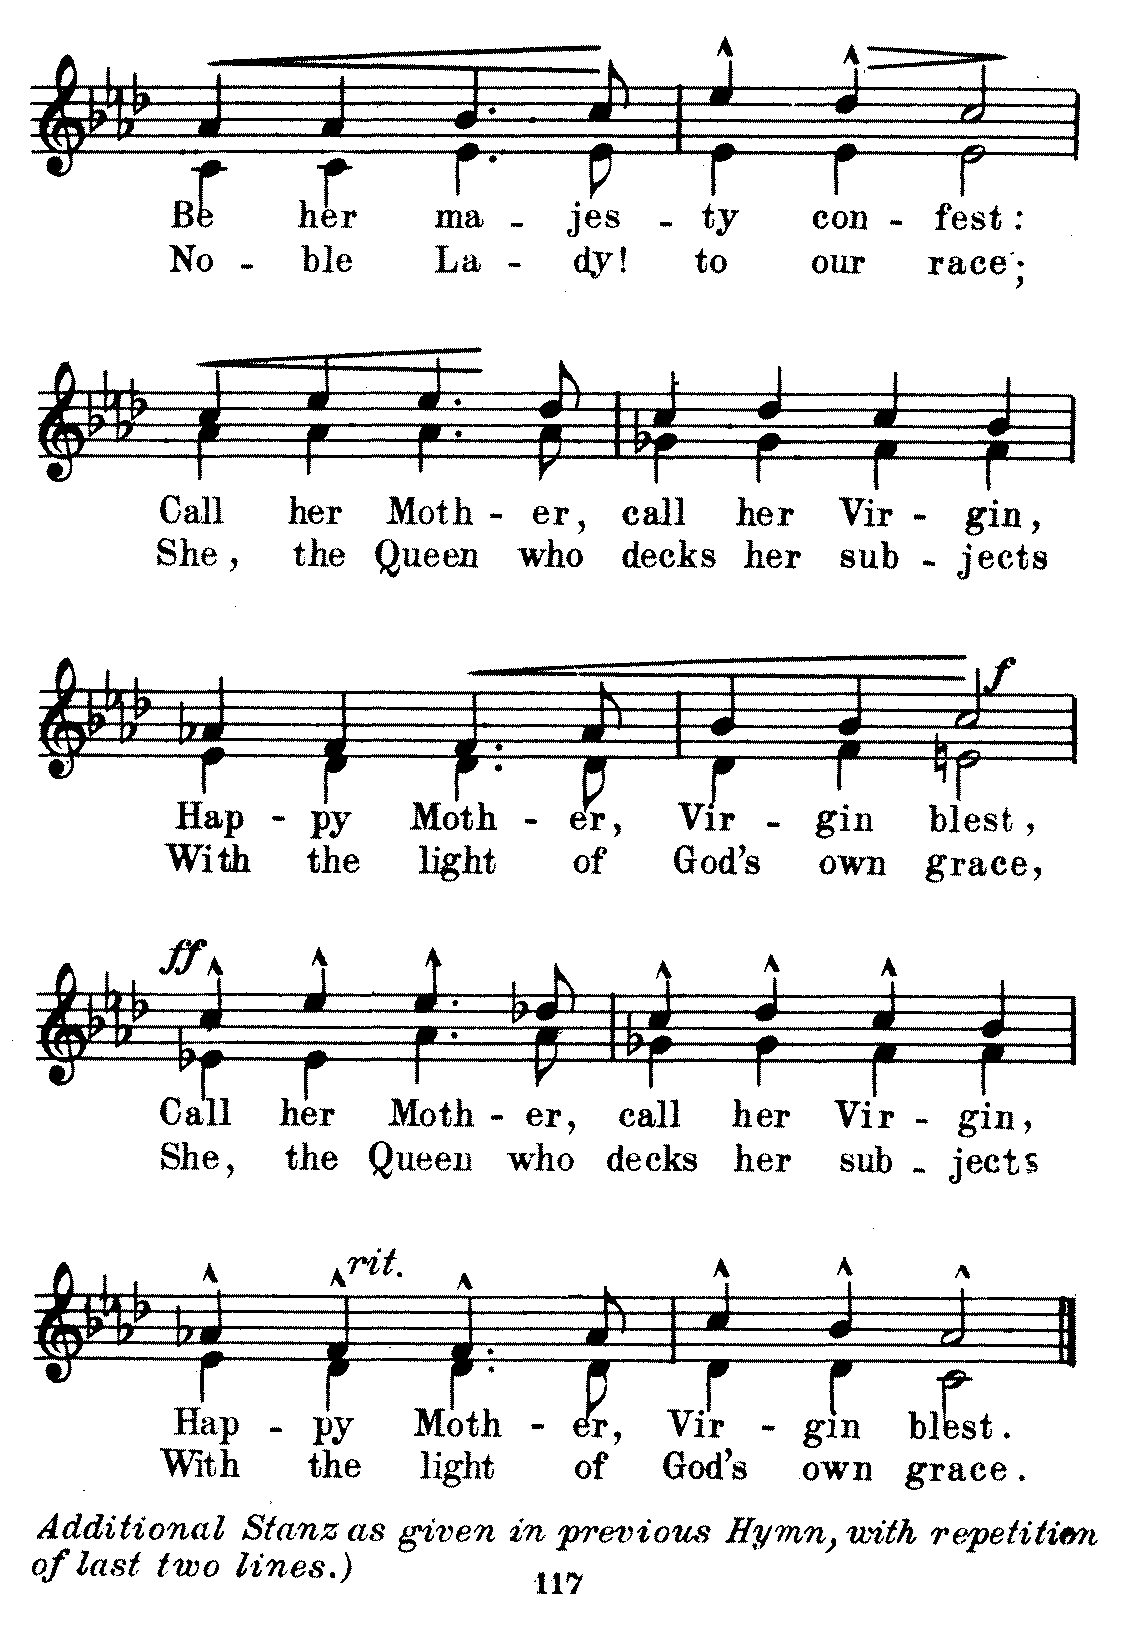 Be her ma - jes - ty con - fest:
No - ble La - dy! to our race;
Call her Moth - er, call her Vir - gin,
She, the Queen who decks her sub - jects
f
Hap - py Moth - er, Vir - gin blest,
With the light of God's own grace,
ff
Call her Moth - er, call her Vir - gin,
She, the Queen who decks her sub - jects
rit.
Hap - py Moth - er, Vir - gin blest.
With the light of God's own grace.
Additional Stanzas given in previous Hymn, with repetition
of last two lines.)
117